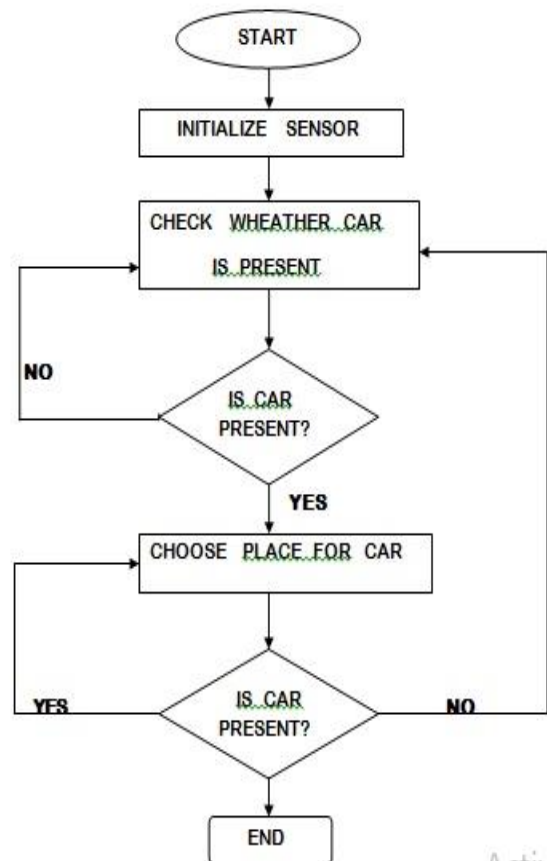 START
INITIALIZE SENSOR
CHECK WHEATHER CAR
IS PRESENT
NO
IS CAR
PRESENT?
YES
CHOOSE PLACE FOR CAR
YES
IS CAR
PRESENT?
NO
END